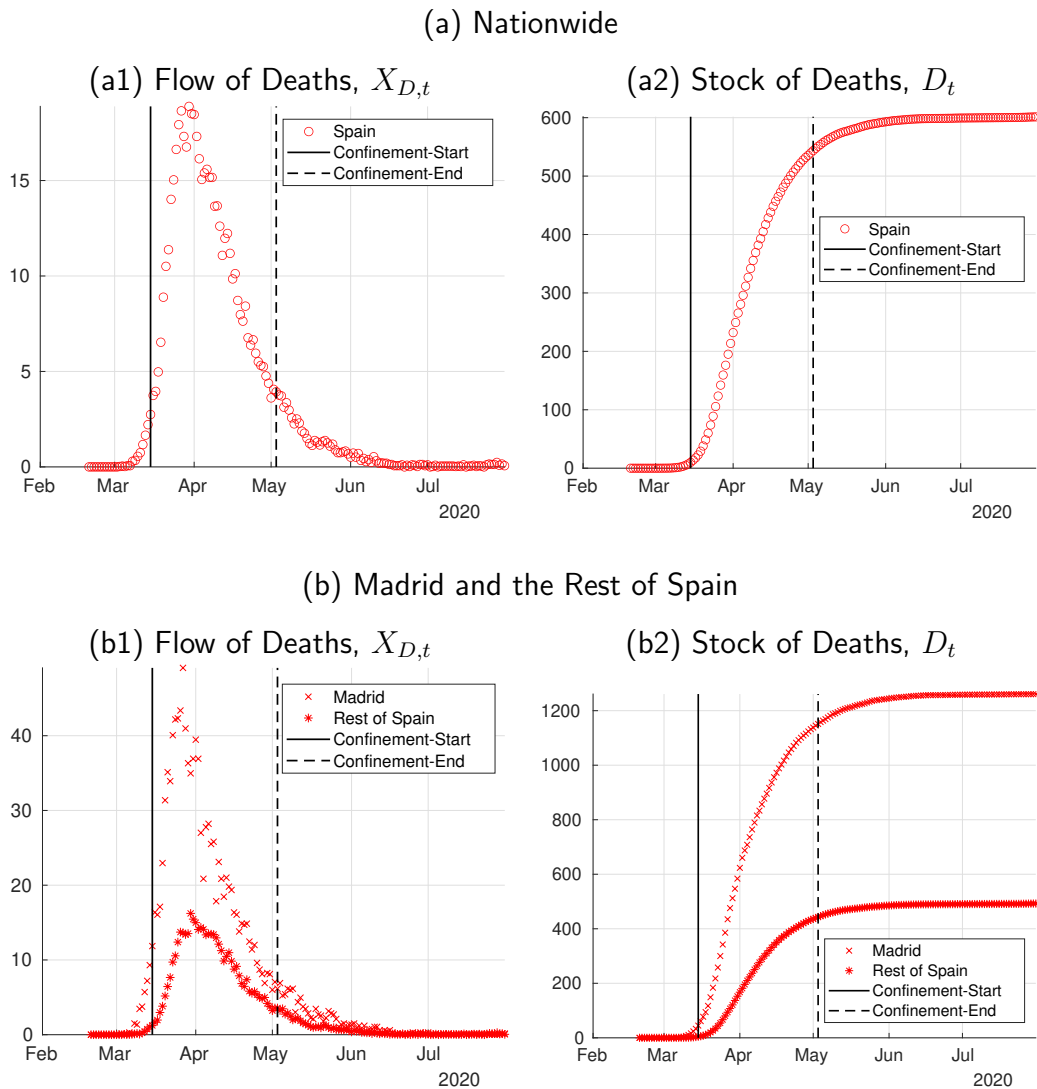 (a) Nationwide
(a1) Flow of Deaths, X_{D,t}
15
10
5
0
Feb Mar Apr May Jun Jul
2020
Spain
Confinement-Start
Confinement-End
(a2) Stock of Deaths, D_t
600
500
400
300
200
100
0
Feb Mar Apr May Jun Jul
2020
Spain
Confinement-Start
Confinement-End
(b) Madrid and the Rest of Spain
(b1) Flow of Deaths, X_{D,t}
40
30
20
10
0
Feb Mar Apr May Jun Jul
2020
Madrid
Rest of Spain
Confinement-Start
Confinement-End
(b2) Stock of Deaths, D_t
1200
1000
800
600
400
200
0
Feb Mar Apr May Jun Jul
2020
Madrid
Rest of Spain
Confinement-Start
Confinement-End